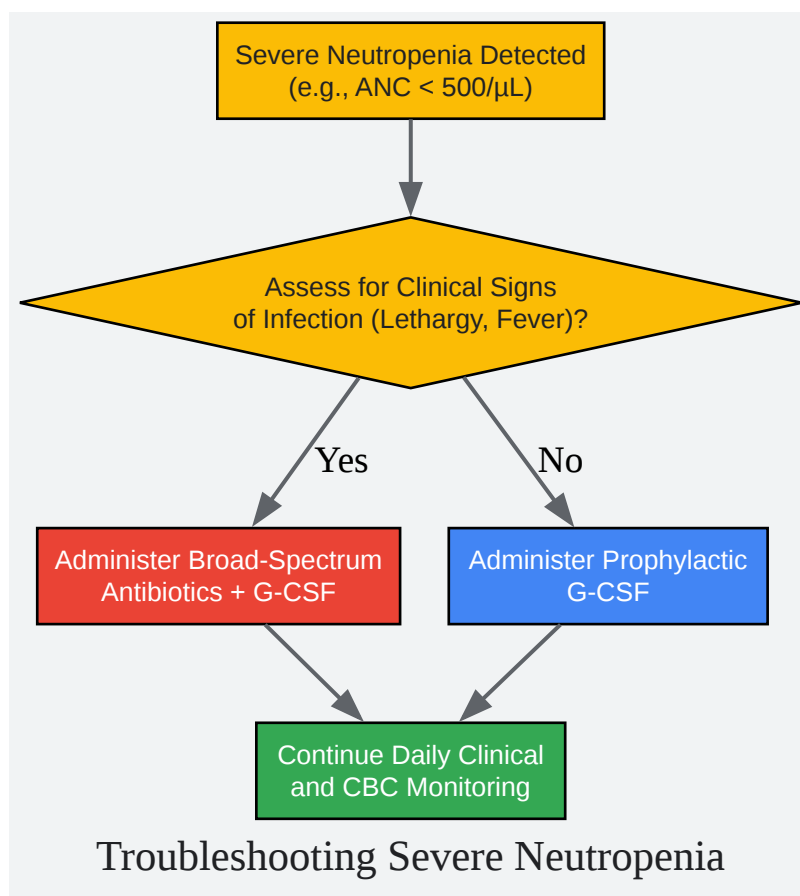 Severe Neutropenia Detected
(e.g., ANC < 500/µL)
Assess for Clinical Signs
of Infection (Lethargy, Fever)?
Yes
No
Administer Broad-Spectrum
Antibiotics + G-CSF
Administer Prophylactic
G-CSF
Continue Daily Clinical
and CBC Monitoring
Troubleshooting Severe Neutropenia